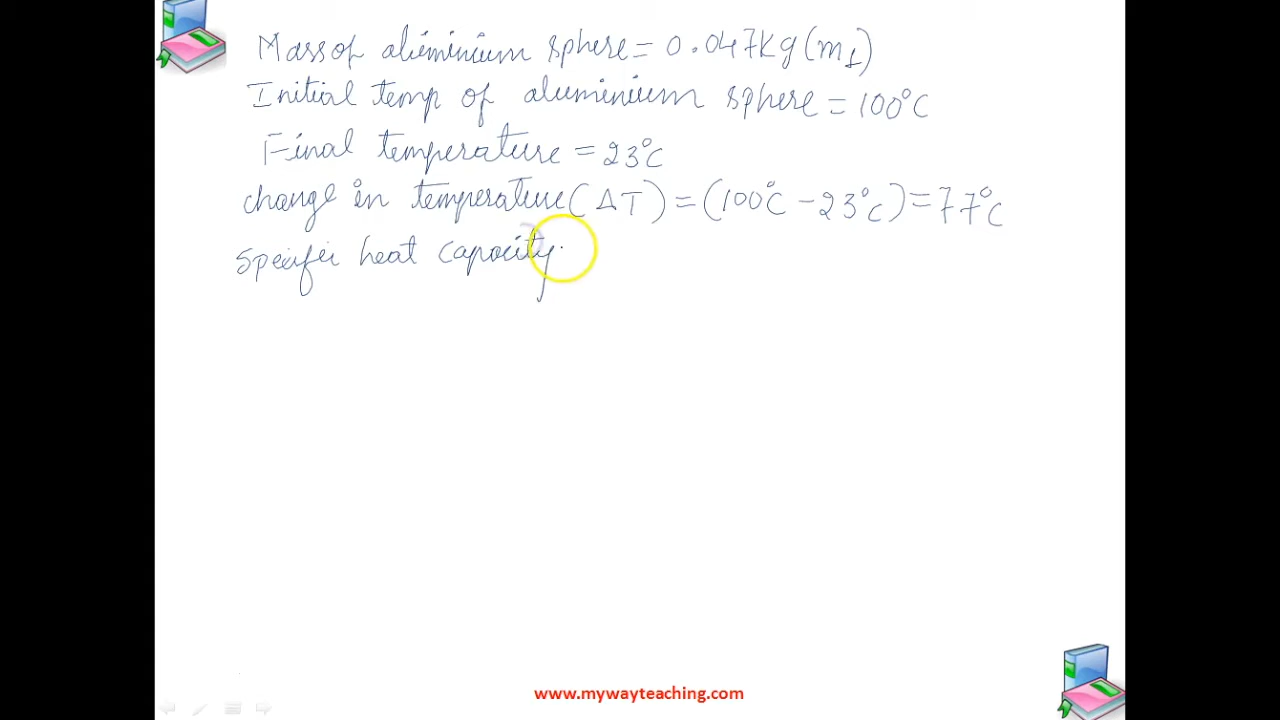 Mass of aluminium sphere = 0.047Kg (m1)
Initial temp of aluminium sphere = 100°C
Final temperature = 23°C
change in temperature (ΔT) = (100°C - 23°C) = 77°C
Specific heat capacity
www.mywayteaching.com